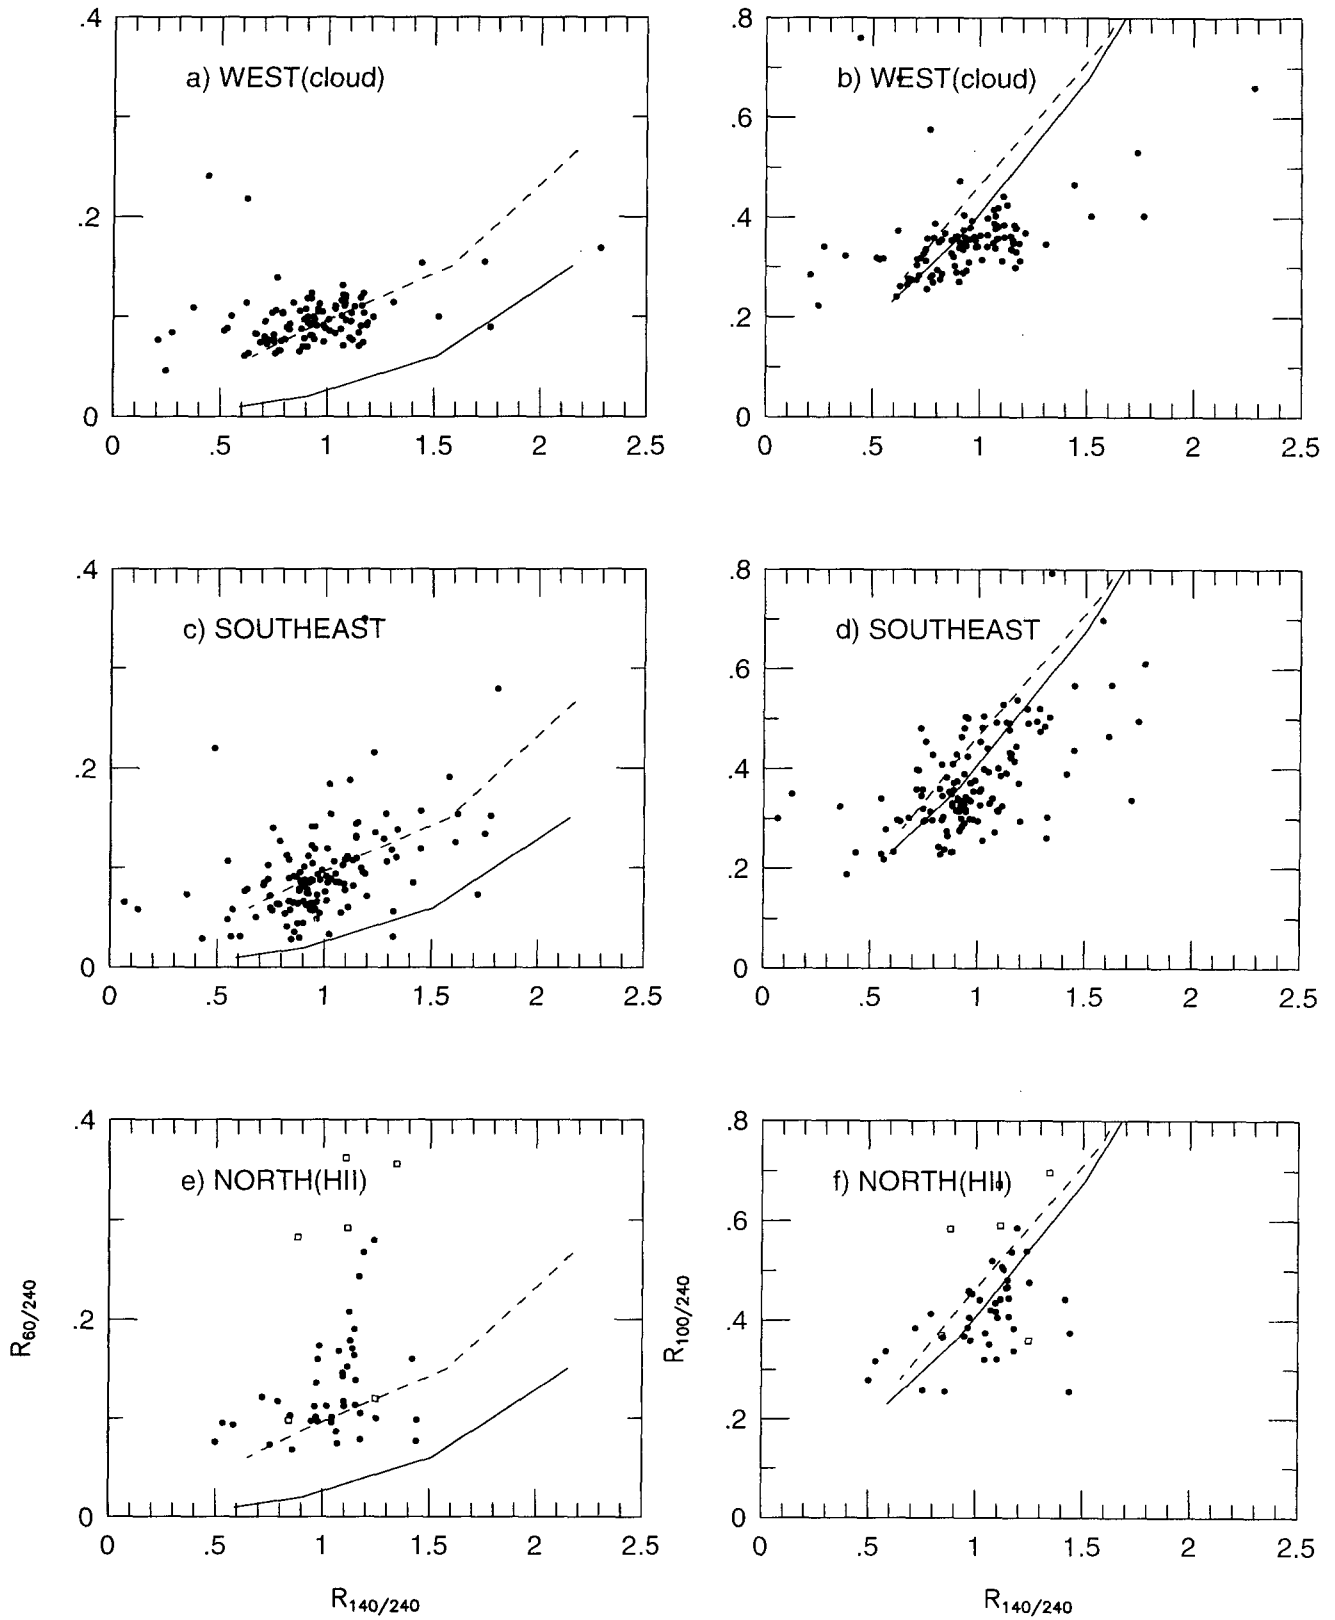 .4
.2
0
a) WEST(cloud)
0 .5 1 1.5 2 2.5
.8
.6
.4
.2
0
b) WEST(cloud)
0 .5 1 1.5 2 2.5
.4
.2
0
c) SOUTHEAST
0 .5 1 1.5 2 2.5
.8
.6
.4
.2
0
d) SOUTHEAST
0 .5 1 1.5 2 2.5
.4
.2
0
e) NORTH(HII)
R60/240
0 .5 1 1.5 2 2.5
R140/240
.8
.6
.4
.2
0
f) NORTH(HII)
R100/240
0 .5 1 1.5 2 2.5
R140/240